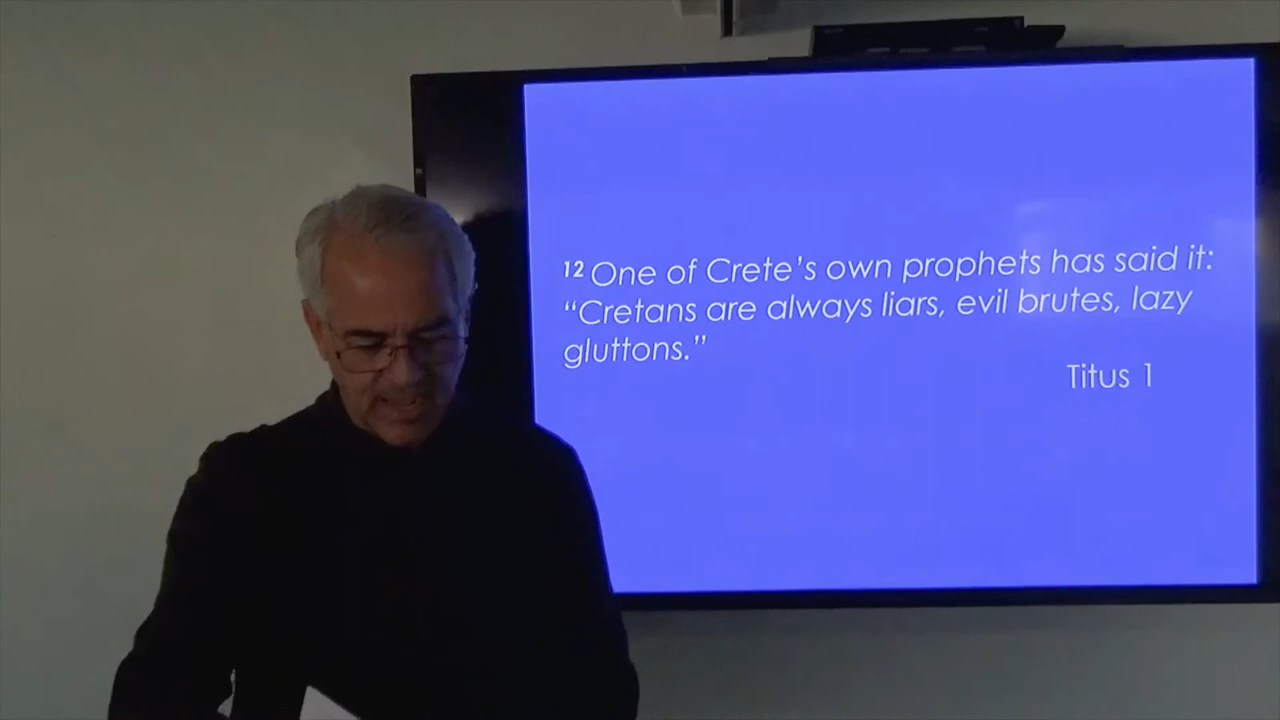 12 One of Crete's own prophets has said it:
“Cretans are always liars, evil brutes, lazy
gluttons.”
Titus 1